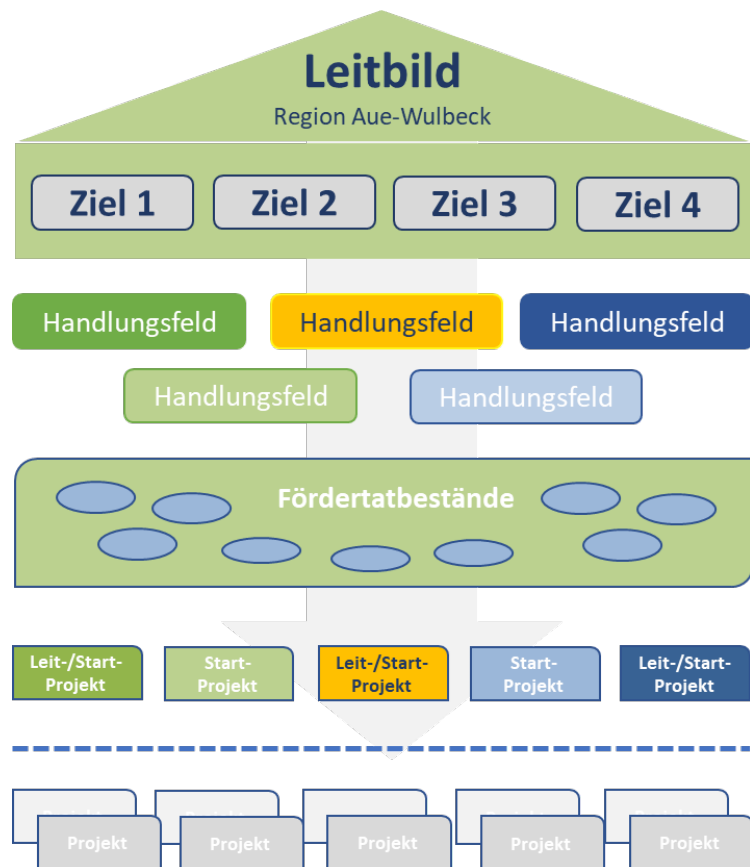 Leitbild
Region Aue-Wulbeck
Ziel 1
Ziel 2
Ziel 3
Ziel 4
Handlungsfeld
Handlungsfeld
Handlungsfeld
Handlungsfeld
Handlungsfeld
Fördertatbestände
Leit-/Start-
Projekt
Start-
Projekt
Leit-/Start-
Projekt
Start-
Projekt
Leit-/Start-
Projekt
Projekt
Projekt
Projekt
Projekt
Projekt